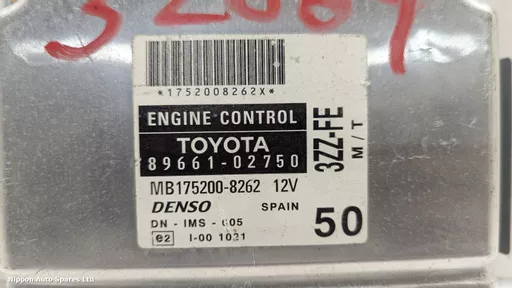 S2064
*1752008262X*
ENGINE CONTROL
TOYOTA
89661-02750
MB175200-8262 12V
DENSO SPAIN
DN - IMS - 005
e2 I-00 1021
3ZZ-FE
M/T
50
Nippon Auto-Spares Ltd